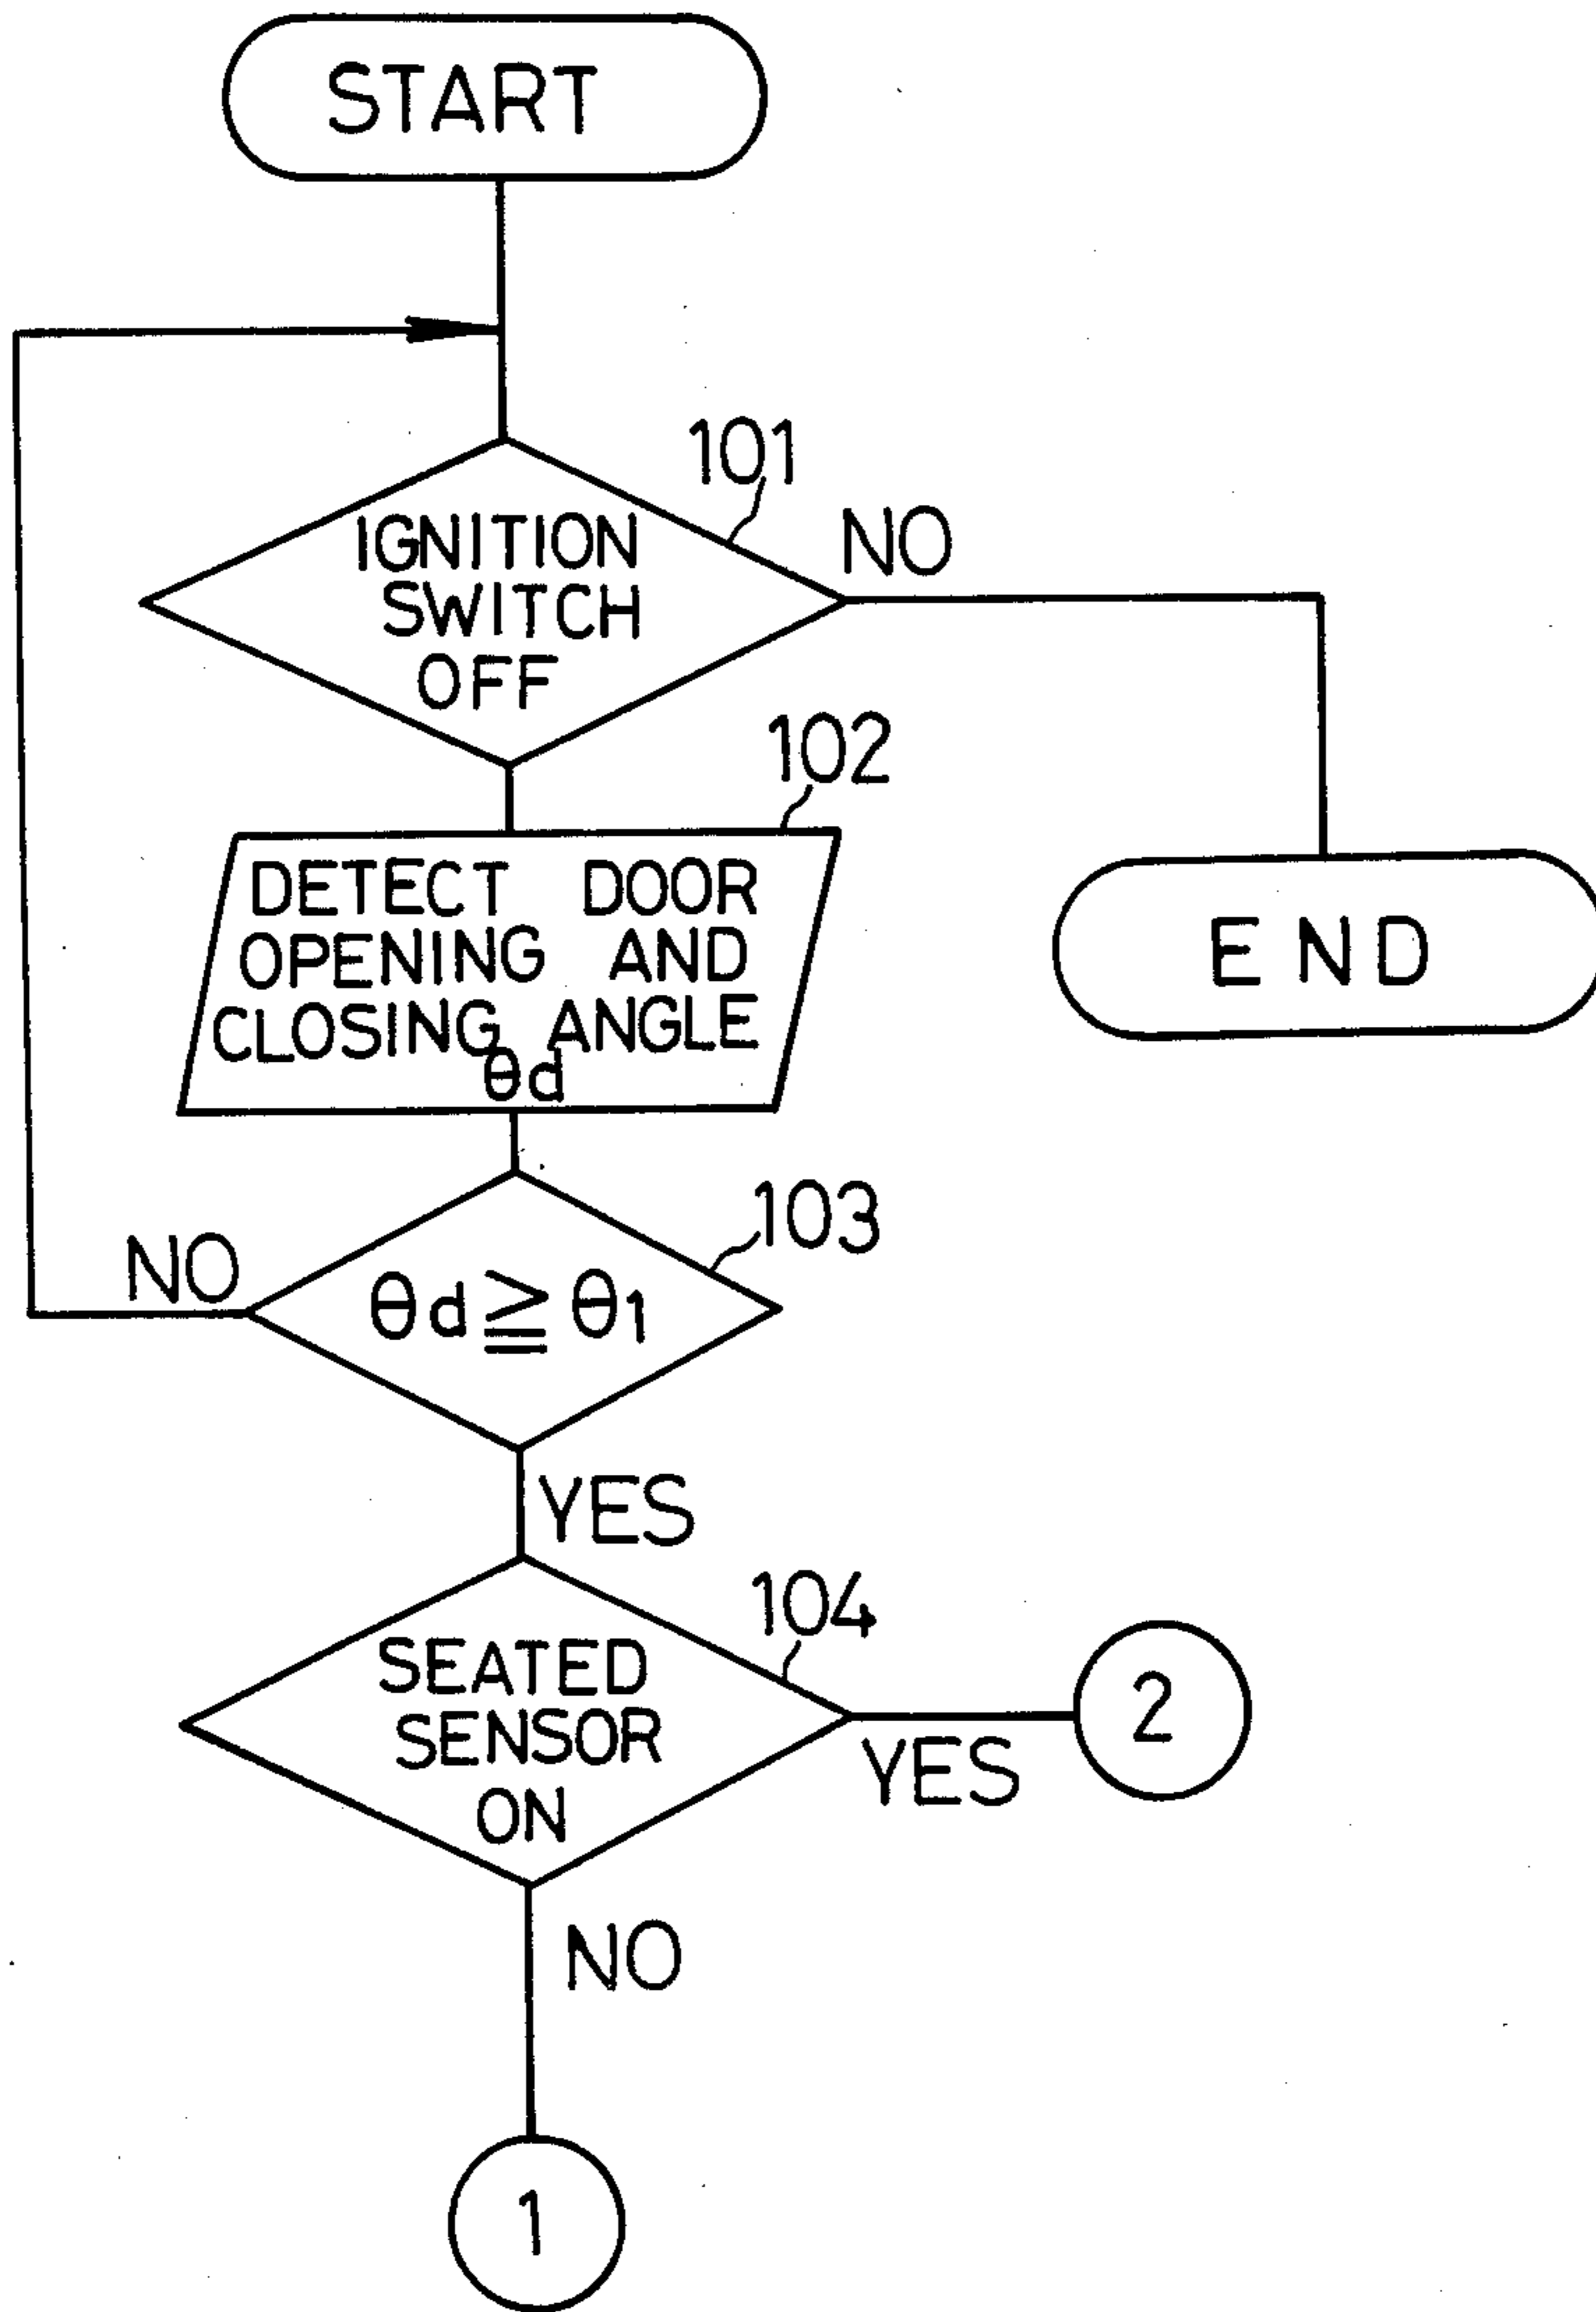 START
101
IGNITION
SWITCH
OFF
NO
102
DETECT DOOR
OPENING AND
CLOSING ANGLE
θd
END
103
NO
θd ≧ θ1
YES
104
SEATED
SENSOR
ON
YES
2
NO
1